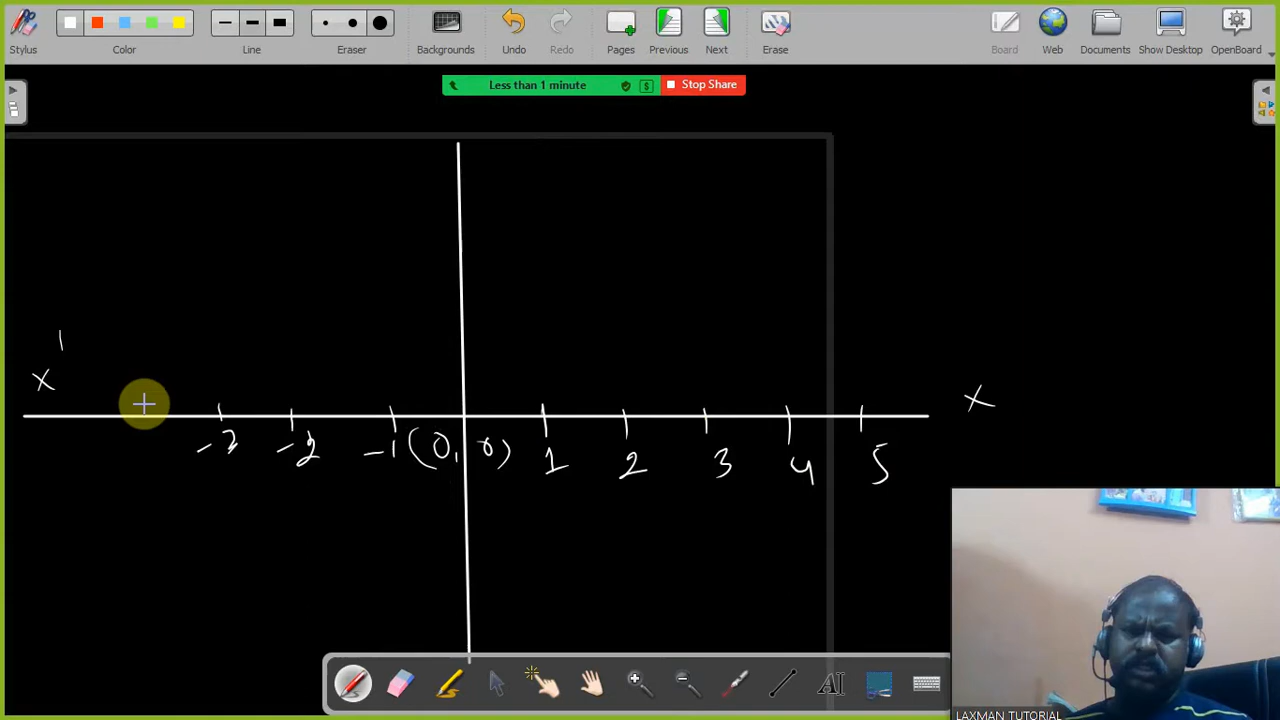 Stylus Color Line Eraser Backgrounds Undo Redo Pages Previous Next Erase Board Web Documents Show Desktop OpenBoard
Less than 1 minute $ Stop Share
x'
x
-3 -2 -1 (0, 0) 1 2 3 4 5
AI
LAXMAN TUTORIAL